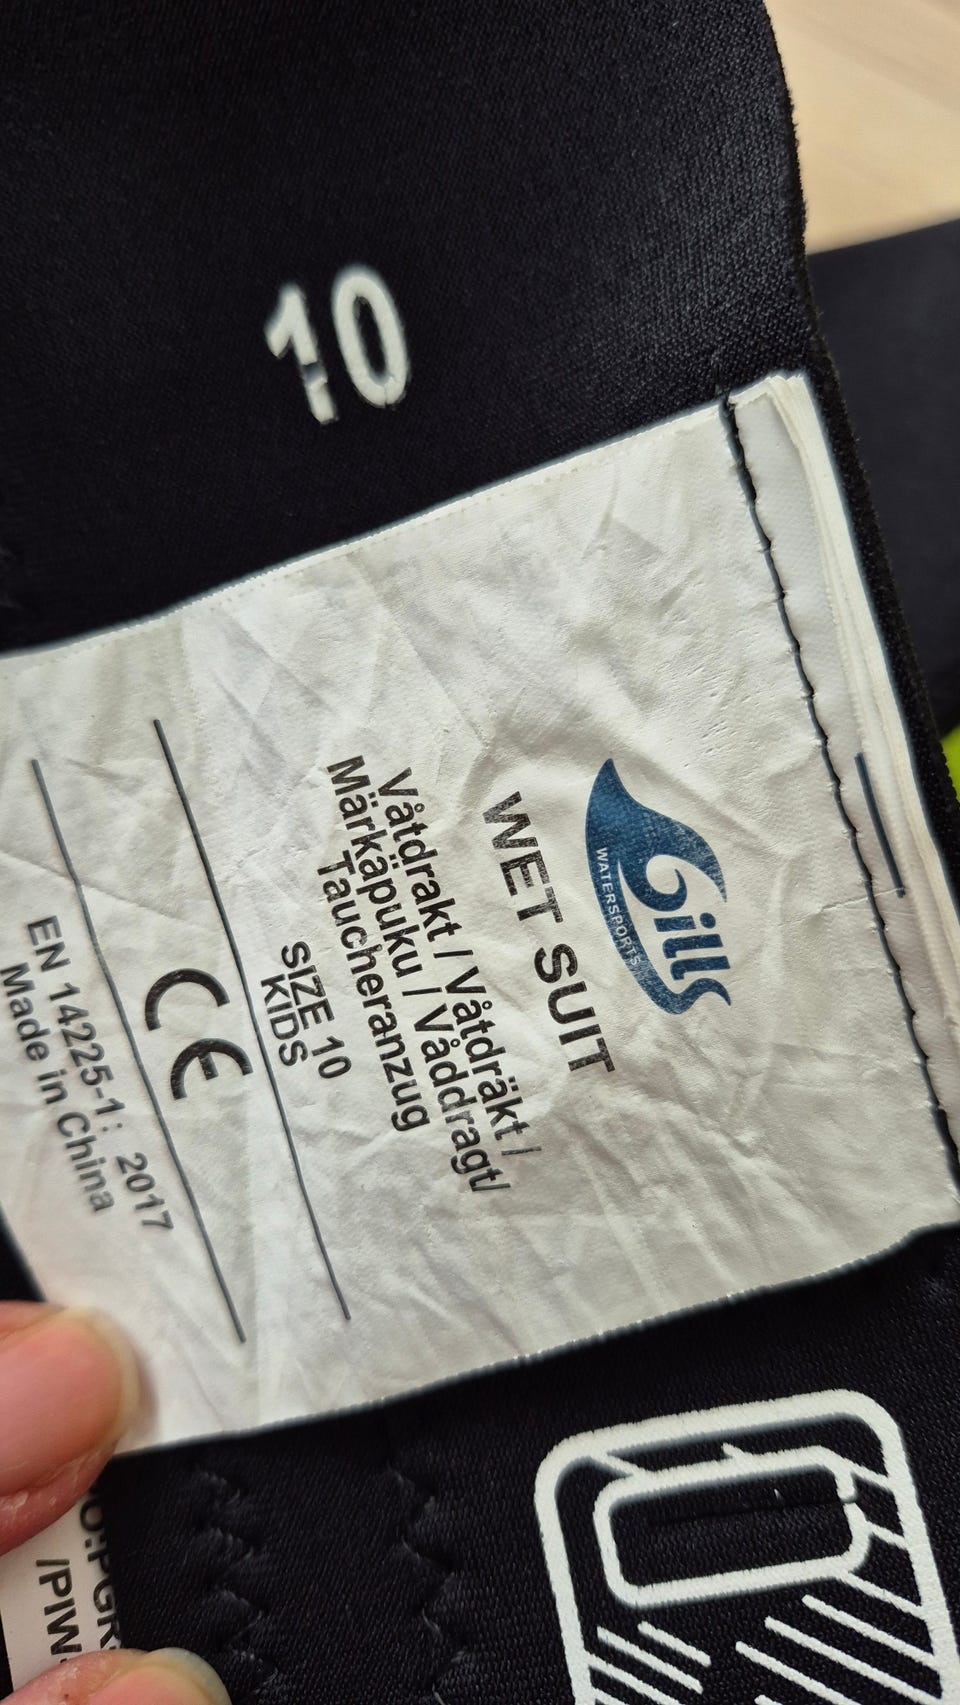 10
Gills
WATERSPORTS
WET SUIT
Våtdrakt / Våtdräkt /
Märkäpuku / Våddragt/
Taucheranzug
SIZE 10
KIDS
CE
EN 14225-1: 2017
Made in China
/PIW